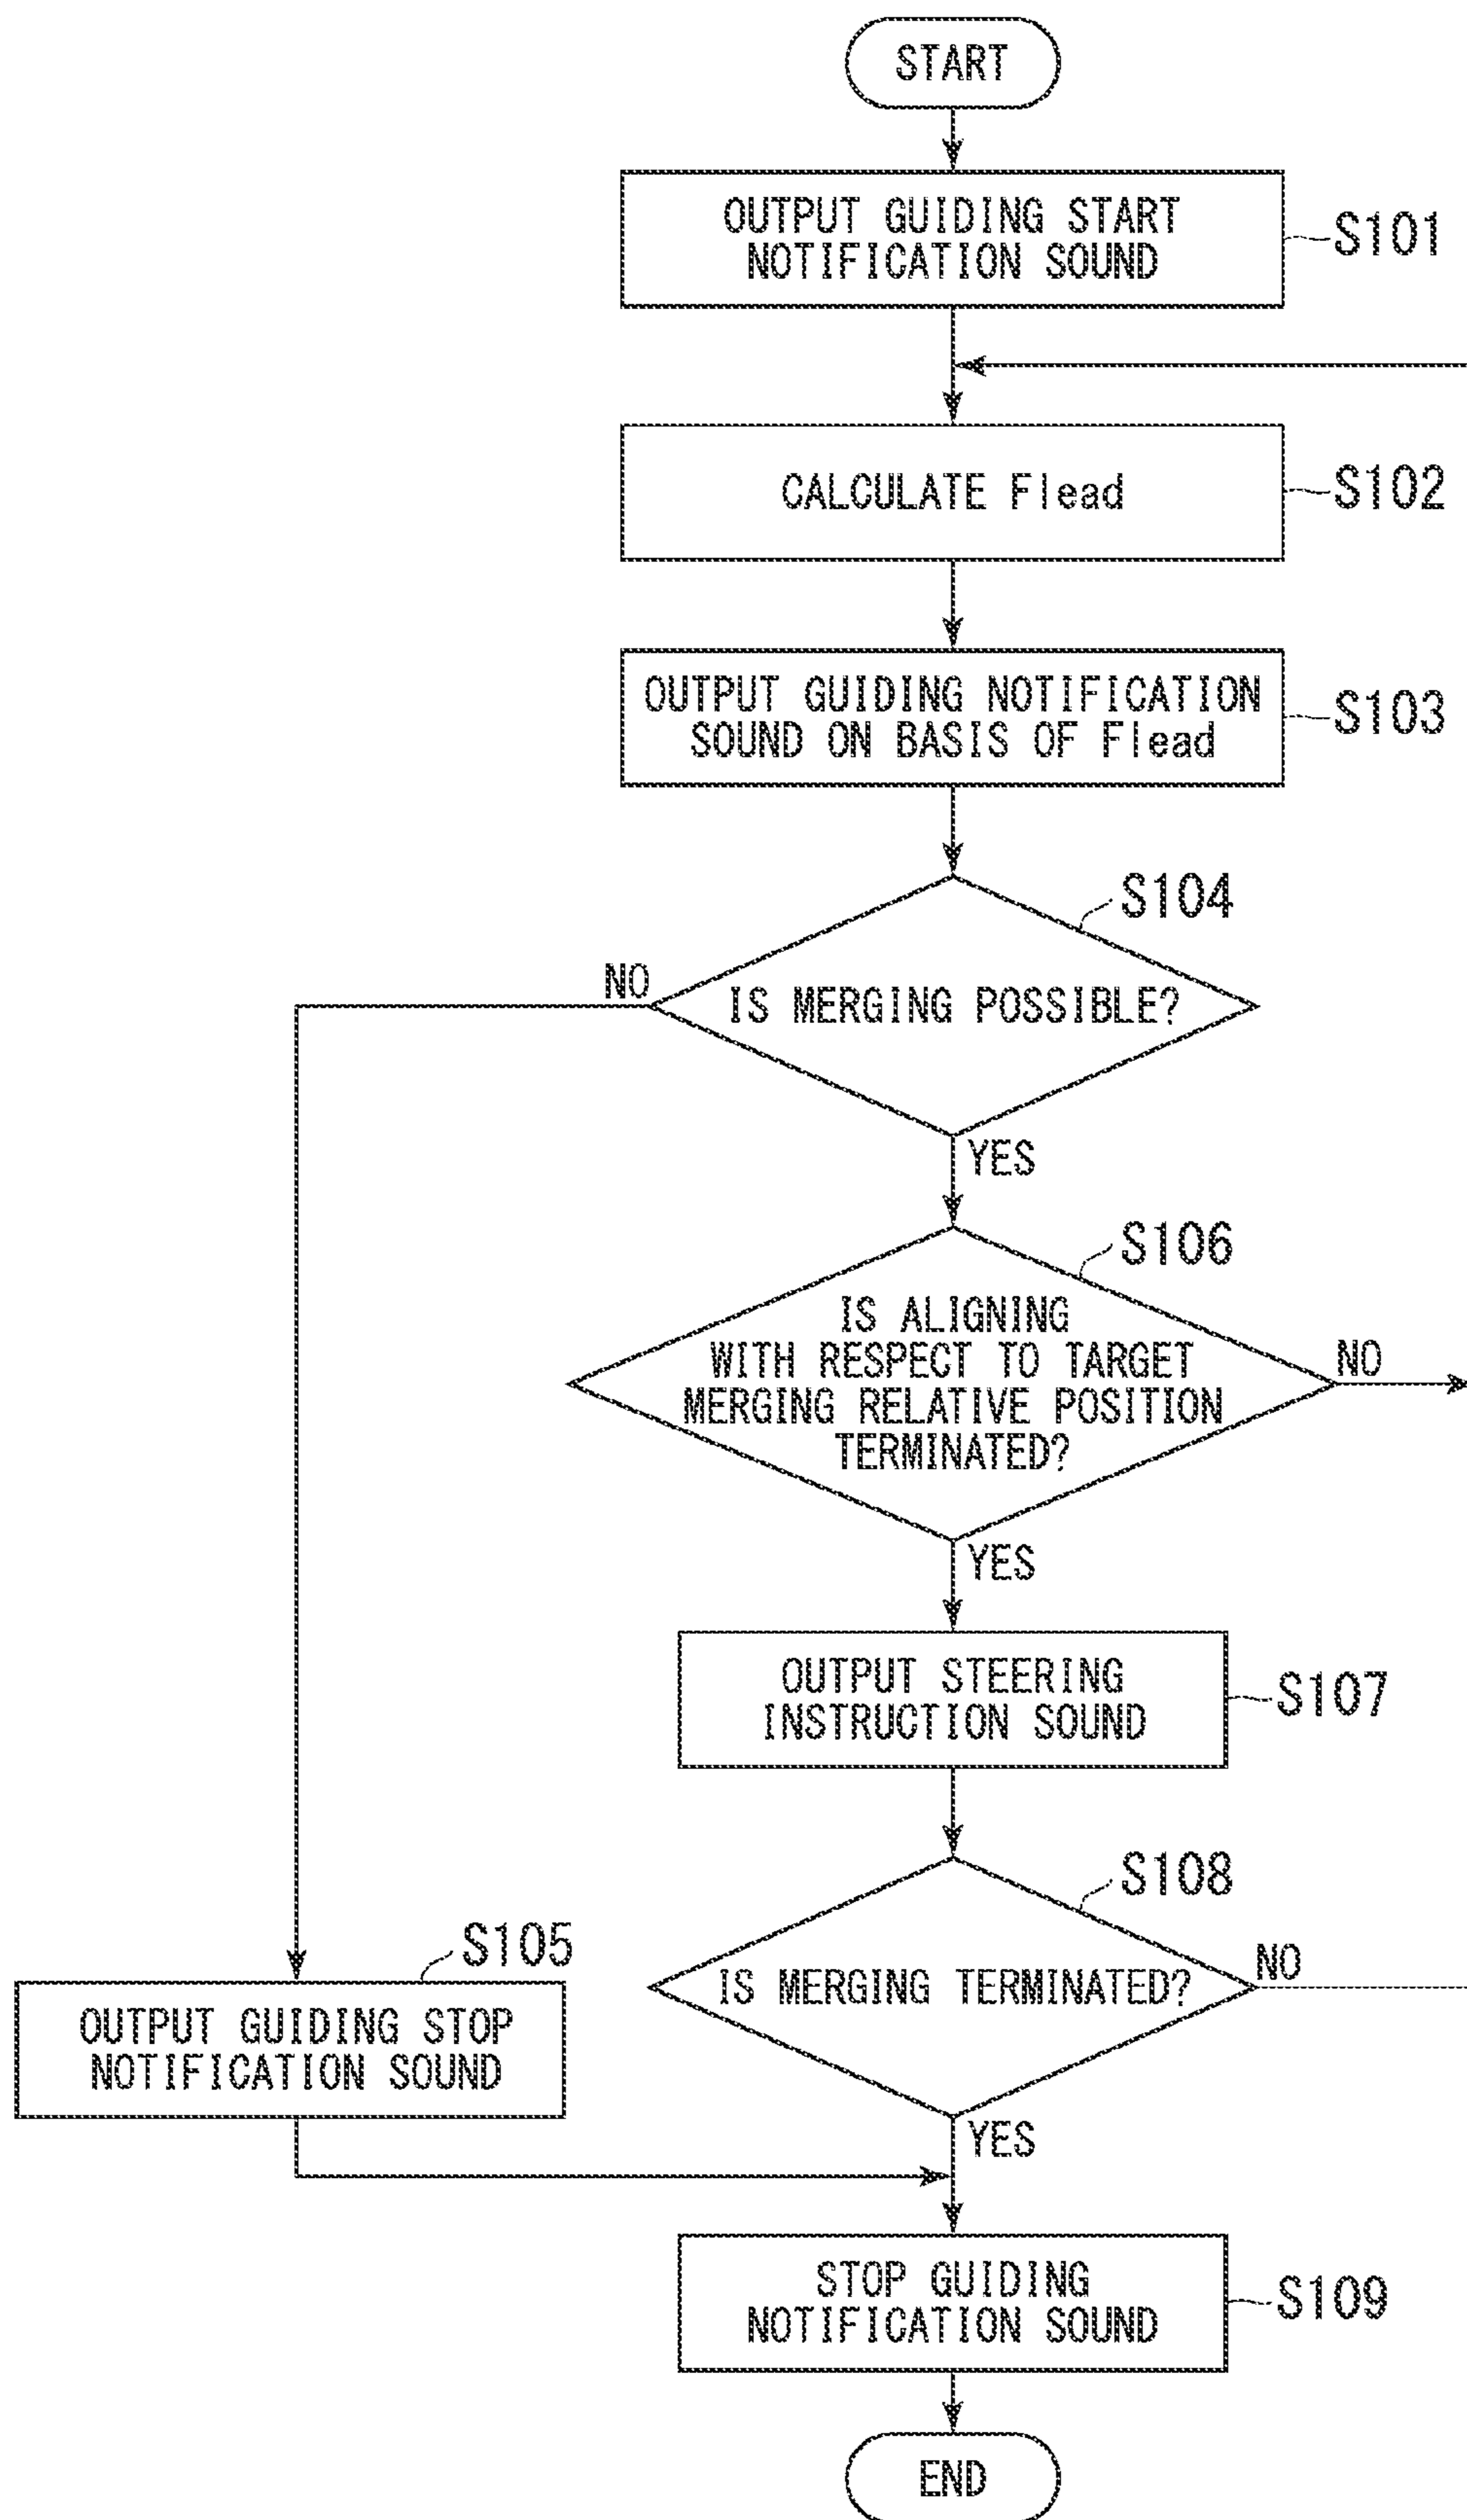 START
OUTPUT GUIDING START
NOTIFICATION SOUND
S101
CALCULATE Flead
S102
OUTPUT GUIDING NOTIFICATION
SOUND ON BASIS OF Flead
S103
S104
NO
IS MERGING POSSIBLE?
YES
S106
IS ALIGNING
WITH RESPECT TO TARGET
MERGING RELATIVE POSITION
TERMINATED?
NO
YES
OUTPUT STEERING
INSTRUCTION SOUND
S107
S108
IS MERGING TERMINATED?
NO
S105
OUTPUT GUIDING STOP
NOTIFICATION SOUND
YES
STOP GUIDING
NOTIFICATION SOUND
S109
END